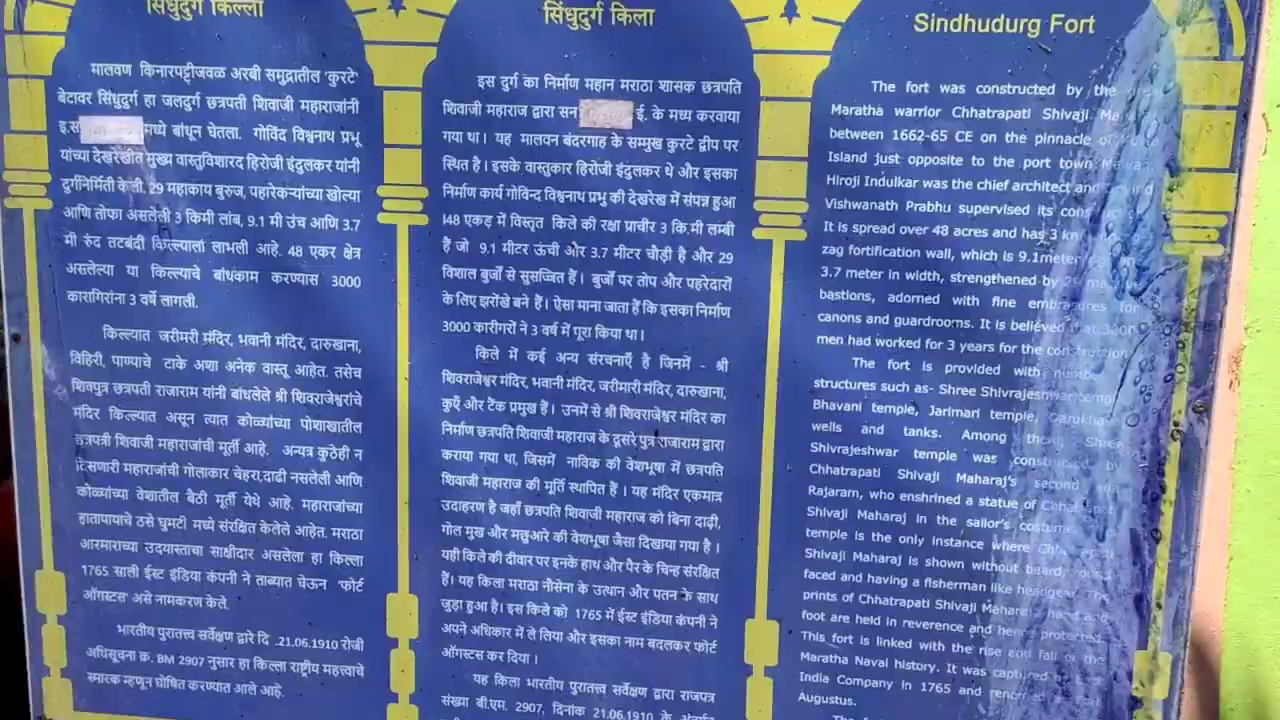 सिंधुदुर्ग किल्ला
मालवण किनारपट्टीजवळ अरबी समुद्रातील 'कुरटे'
बेटावर सिंधुदुर्ग हा जलदुर्ग छत्रपती शिवाजी महाराजांनी
इ.स मध्ये बांधून घेतला. गोविंद विश्वनाथ प्रभू
यांच्या देखरेखीत मुख्य वास्तुविशारद हिरोजी इंदुलकर यांनी
दुर्गनिर्मिती केली. 29 महाकाय बुरुज, पहारेकऱ्यांच्या खोल्या
आणि तोफा असलेली 3 किमी लांब, 9.1 मी उंच आणि 3.7
मी रुंद तटबंदी किल्ल्याला लाभली आहे. 48 एकर क्षेत्र
असलेल्या या किल्ल्याचे बांधकाम करण्यास 3000
कारागिरांना 3 वर्षे लागली.
किल्ल्यात जरीमरी मंदिर, भवानी मंदिर, दारुखाना,
विहिरी, पाण्याचे टाके अशा अनेक वास्तू आहेत. तसेच
शिवपुत्र छत्रपती राजाराम यांनी बांधलेले श्री शिवराजेश्वरांचे
मंदिर किल्ल्यात असून त्यात कोळ्यांच्या पोशाखातील
छत्रपत्री शिवाजी महाराजांची मूर्ती आहे. अन्यत्र कुठेही न
दिसणारी महाराजांची गोलाकार चेहरा,दाढी नसलेली आणि
कोळ्यांच्या वेशातील बैठी मूर्ती येथे आहे. महाराजांच्या
हातापायाचे ठसे घुमटी मध्ये संरक्षित केलेले आहेत. मराठा
आरमाराच्या उदयास्ताचा साक्षीदार असलेला हा किल्ला
1765 साली ईस्ट इंडिया कंपनी ने ताब्यात घेऊन 'फोर्ट
ऑगस्टस' असे नामकरण केले.
भारतीय पुरातत्त्व सर्वेक्षण द्वारे दि .21.06.1910 रोजी
अधिसूचना क्र. BM 2907 नुसार हा किल्ला राष्ट्रीय महत्त्वाचे
स्मारक म्हणून घोषित करण्यात आले आहे.
सिंधुदुर्ग किला
इस दुर्ग का निर्माण महान मराठा शासक छत्रपति
शिवाजी महाराज द्वारा सन ई. के मध्य करवाया
गया था। यह मालवन बंदरगाह के सम्मुख कुरटे द्वीप पर
स्थित है। इसके वास्तुकार हिरोजी इंदुलकर थे और इसका
निर्माण कार्य गोविन्द विश्वनाथ प्रभु की देखरेख में संपन्न हुआ
।48 एकड़ में विस्तृत किले की रक्षा प्राचीर 3 कि.मी लम्बी
हैं जो 9.1 मीटर ऊंची और 3.7 मीटर चौड़ी है और 29
विशाल बुर्जों से सुसज्जित हैं। बुर्जों पर तोप और पहरेदारों
के लिए झरोखे बने हैं। ऐसा माना जाता हैं कि इसका निर्माण
3000 कारीगरों ने 3 वर्ष में पूरा किया था।
किले में कई अन्य संरचनाएँ है जिनमें - श्री
शिवराजेश्वर मंदिर, भवानी मंदिर, जरीमारी मंदिर, दारुखाना,
कुएँ और टैंक प्रमुख हैं। उनमें से श्री शिवराजेश्वर मंदिर का
निर्माण छत्रपति शिवाजी महाराज के दूसरे पुत्र राजाराम द्वारा
कराया गया था, जिसमें नाविक की वेशभूषा में छत्रपति
शिवाजी महाराज की मूर्ति स्थापित हैं। यह मंदिर एकमात्र
उदाहरण है जहाँ छत्रपति शिवाजी महाराज को बिना दाढ़ी,
गोल मुख और मछुआरे की वेशभूषा जैसा दिखाया गया है।
यही किले की दीवार पर इनके हाथ और पैर के चिन्ह संरक्षित
हैं। यह किला मराठा नौसेना के उत्थान और पतन के साथ
जुड़ा हुआ है। इस किले को 1765 में ईस्ट इंडिया कंपनी ने
अपने अधिकार में ले लिया और इसका नाम बदलकर फोर्ट
ऑगस्टस कर दिया।
यह किला भारतीय पुरातत्त्व सर्वेक्षण द्वारा राजपत्र
संख्या बी.एम. 2907, दिनांक 21.06.1910 के अंतर्गत
Sindhudurg Fort
The fort was constructed by the
Maratha warrior Chhatrapati Shivaji
between 1662-65 CE on the pinnacle of
Island just opposite to the port town
Hiroji Indulkar was the chief architect and
Vishwanath Prabhu supervised its
It is spread over 48 acres and has 3
zag fortification wall, which is 9.1meter
3.7 meter in width, strengthened by
bastions, adorned with fine embrasures for
canons and guardrooms. It is believed that
men had worked for 3 years for the construction
The fort is provided with
structures such as- Shree Shivrajeshwar
Bhavani temple, Jarimari temple,
wells and tanks. Among Shree
Shivrajeshwar temple was constructed by
Chhatrapati Shivaji Maharaj's second
Rajaram, who enshrined a statue of
Shivaji Maharaj in the sailor's costume
temple is the only instance where
Shivaji Maharaj is shown without beard,
faced and having a fisherman like headgear. The
prints of Chhatrapati Shivaji hand and
foot are held in reverence and protected.
This fort is linked with the rise and fall of the
Maratha Naval history. It was captured
India Company in 1765 and
Augustus.